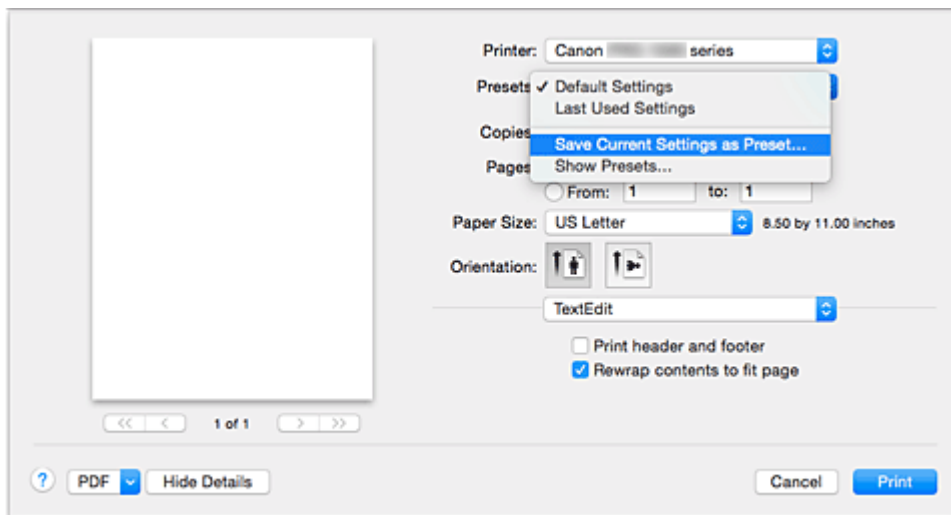 Printer: Canon series
Presets ✓ Default Settings
Last Used Settings
Copies
Save Current Settings as Preset...
Pages Show Presets...
From: 1 to: 1
Paper Size: US Letter 8.50 by 11.00 inches
Orientation:
TextEdit
Print header and footer
Rewrap contents to fit page
<< < 1 of 1 > >>
? PDF Hide Details Cancel Print